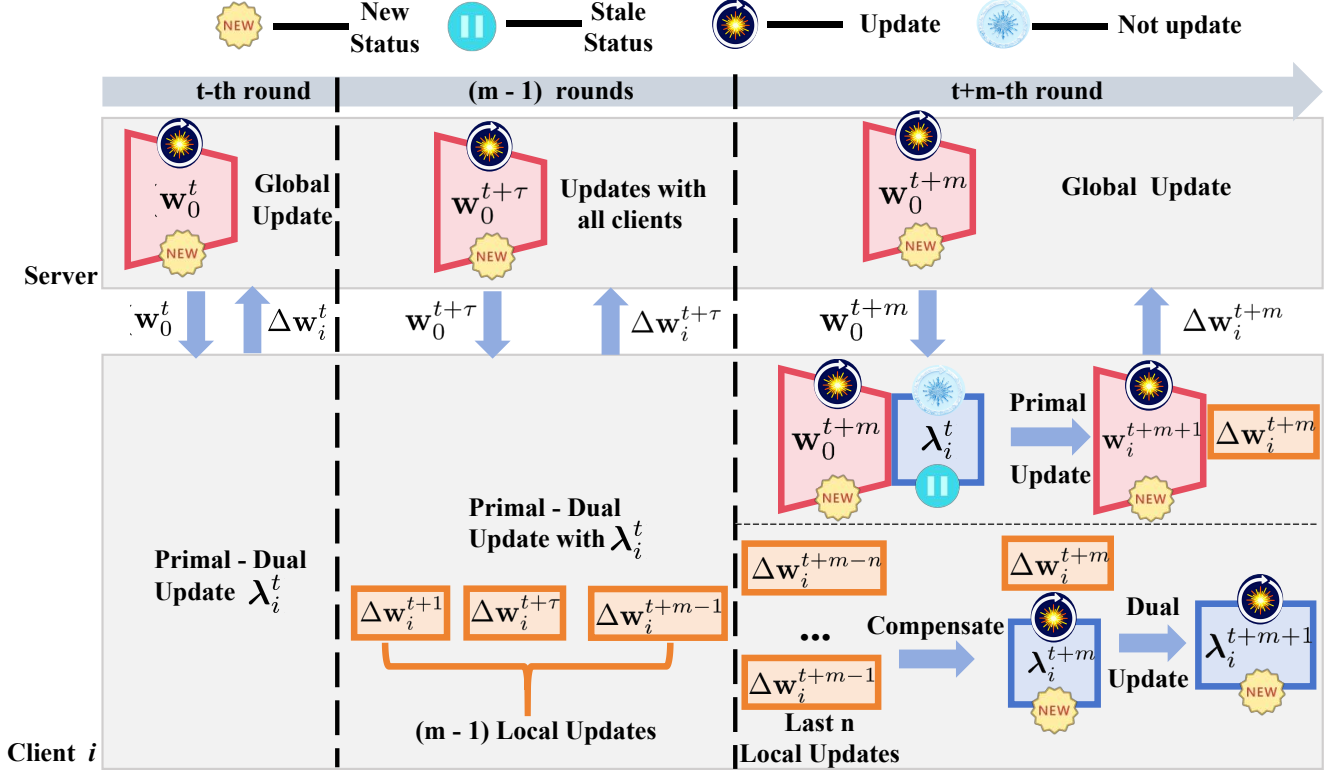 NEW
New
Status
Stale
Status
Update
Not update
t-th round
(m - 1) rounds
t+m-th round
w_0^t
NEW
Global
Update
w_0^{t+τ}
NEW
Updates with
all clients
w_0^{t+m}
NEW
Global Update
Server
w_0^t
Δw_i^t
w_0^{t+τ}
Δw_i^{t+τ}
w_0^{t+m}
Δw_i^{t+m}
w_0^{t+m}
NEW
λ_i^t
Primal
Update
w_i^{t+m+1}
NEW
Δw_i^{t+m}
Primal - Dual
Update λ_i^t
Primal - Dual
Update with λ_i^t
Δw_i^{t+1}
Δw_i^{t+τ}
Δw_i^{t+m-1}
(m - 1) Local Updates
Δw_i^{t+m-n}
...
Δw_i^{t+m-1}
Last n
Local Updates
Compensate
Δw_i^{t+m}
λ_i^{t+m}
NEW
Dual
Update
λ_i^{t+m+1}
NEW
Client i